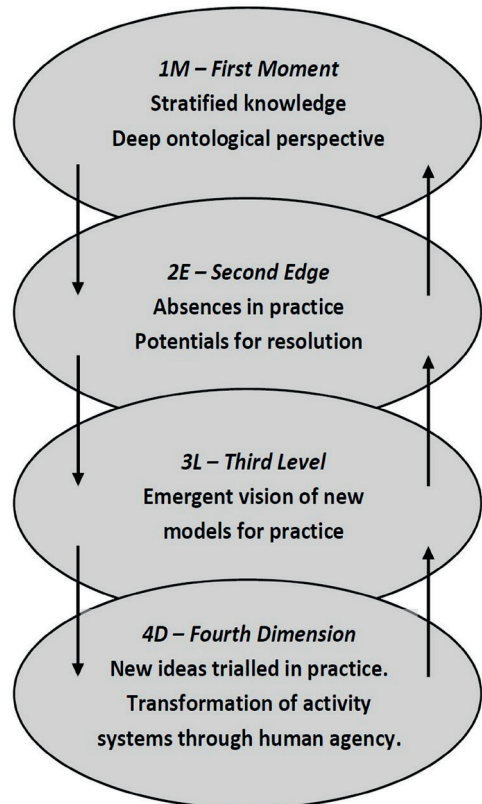 1M – First Moment
Stratified knowledge
Deep ontological perspective
2E – Second Edge
Absences in practice
Potentials for resolution
3L – Third Level
Emergent vision of new
models for practice
4D – Fourth Dimension
New ideas trialled in practice.
Transformation of activity
systems through human agency.